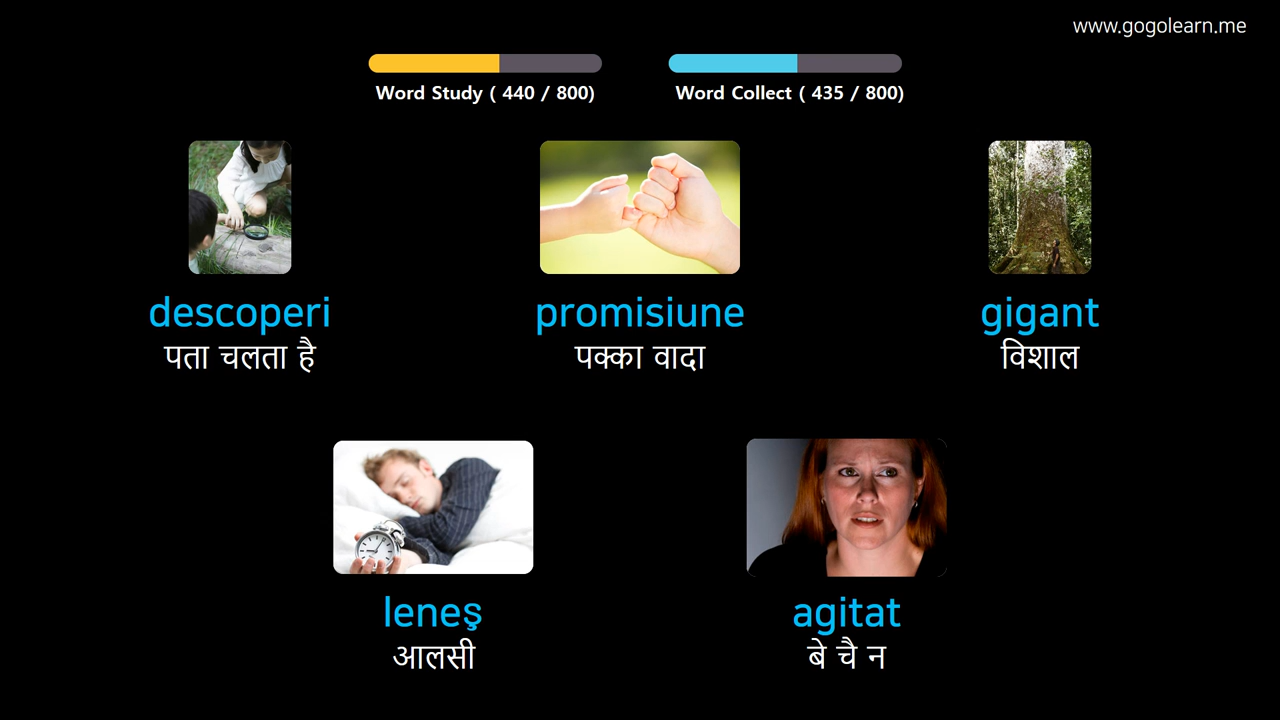 www.gogolearn.me
Word Study ( 440 / 800)
Word Collect ( 435 / 800)
descoperi
पता चलता है
promisiune
पक्का वादा
gigant
विशाल
leneş
आलसी
agitat
बे चै न